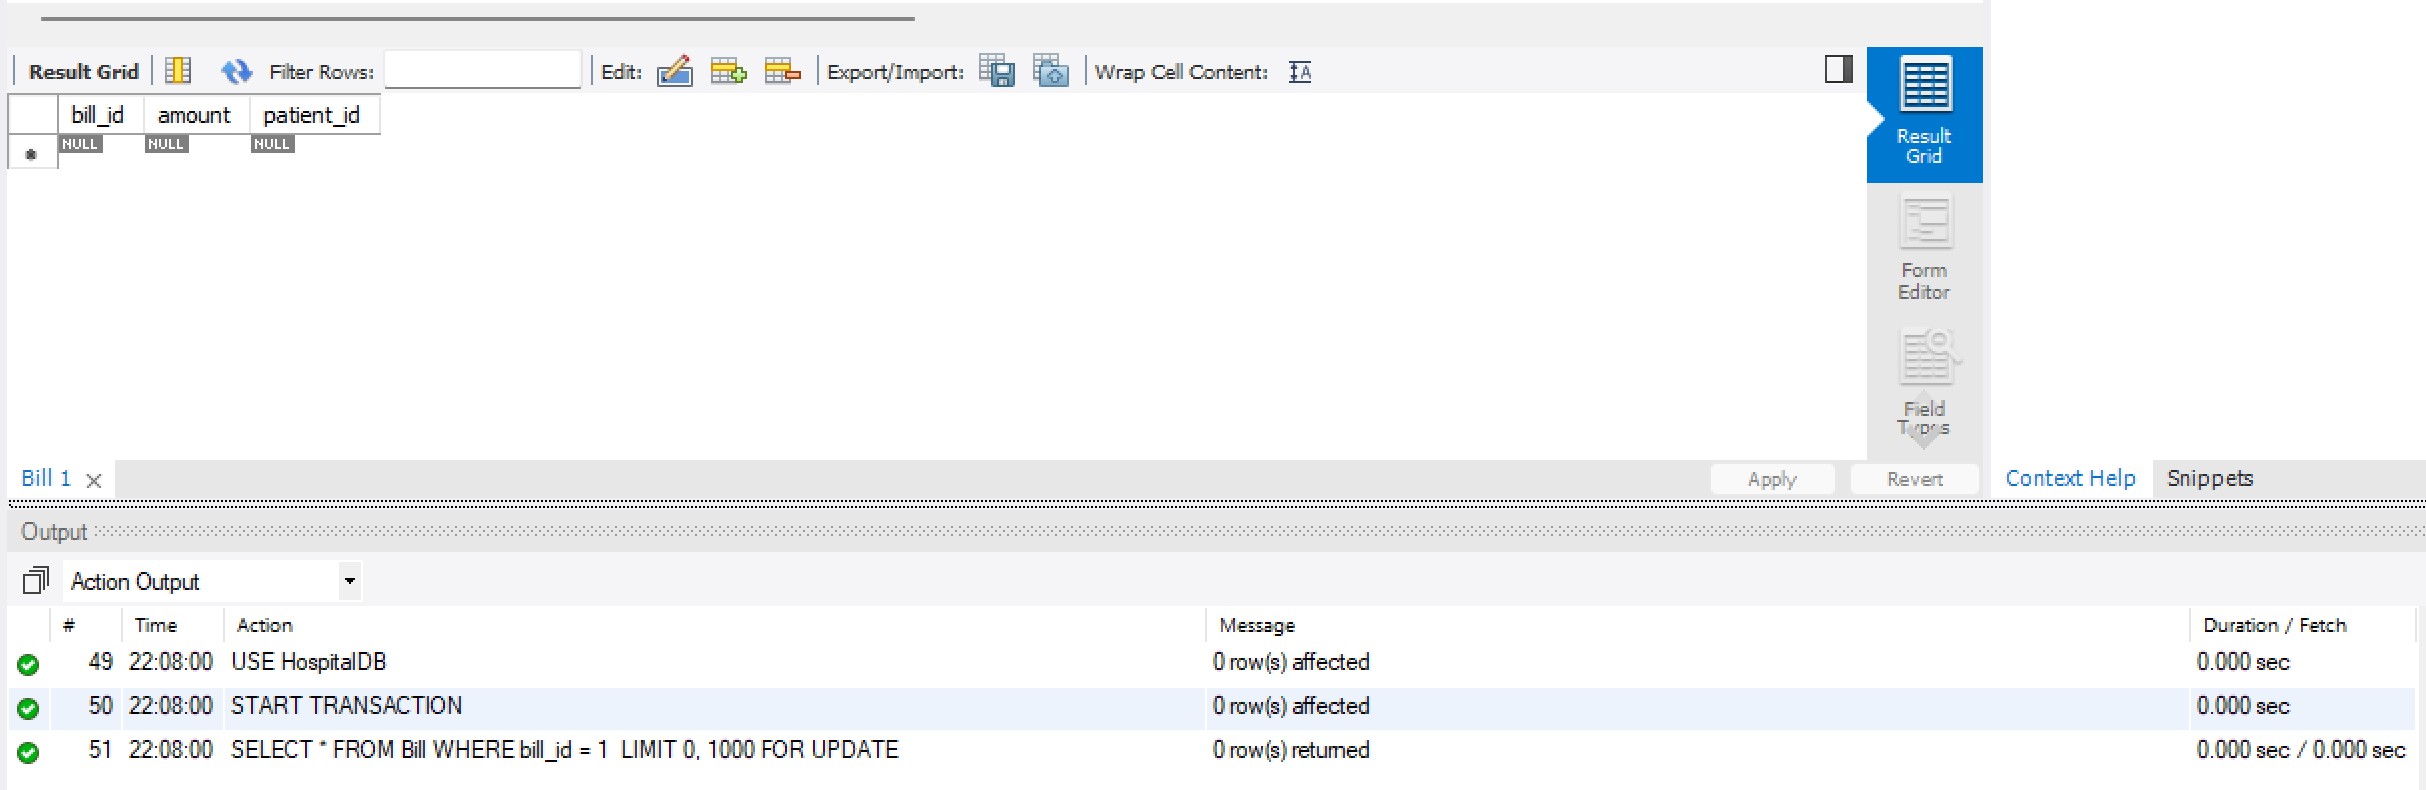 Result Grid Filter Rows: Edit: Export/Import: Wrap Cell Content:
bill_id amount patient_id
NULL NULL NULL
Result
Grid
Form
Editor
Field
Types
Bill 1 Apply Revert Context Help Snippets
Output
Action Output
# Time Action Message Duration / Fetch
49 22:08:00 USE HospitalDB 0 row(s) affected 0.000 sec
50 22:08:00 START TRANSACTION 0 row(s) affected 0.000 sec
51 22:08:00 SELECT * FROM Bill WHERE bill_id = 1 LIMIT 0, 1000 FOR UPDATE 0 row(s) returned 0.000 sec / 0.000 sec